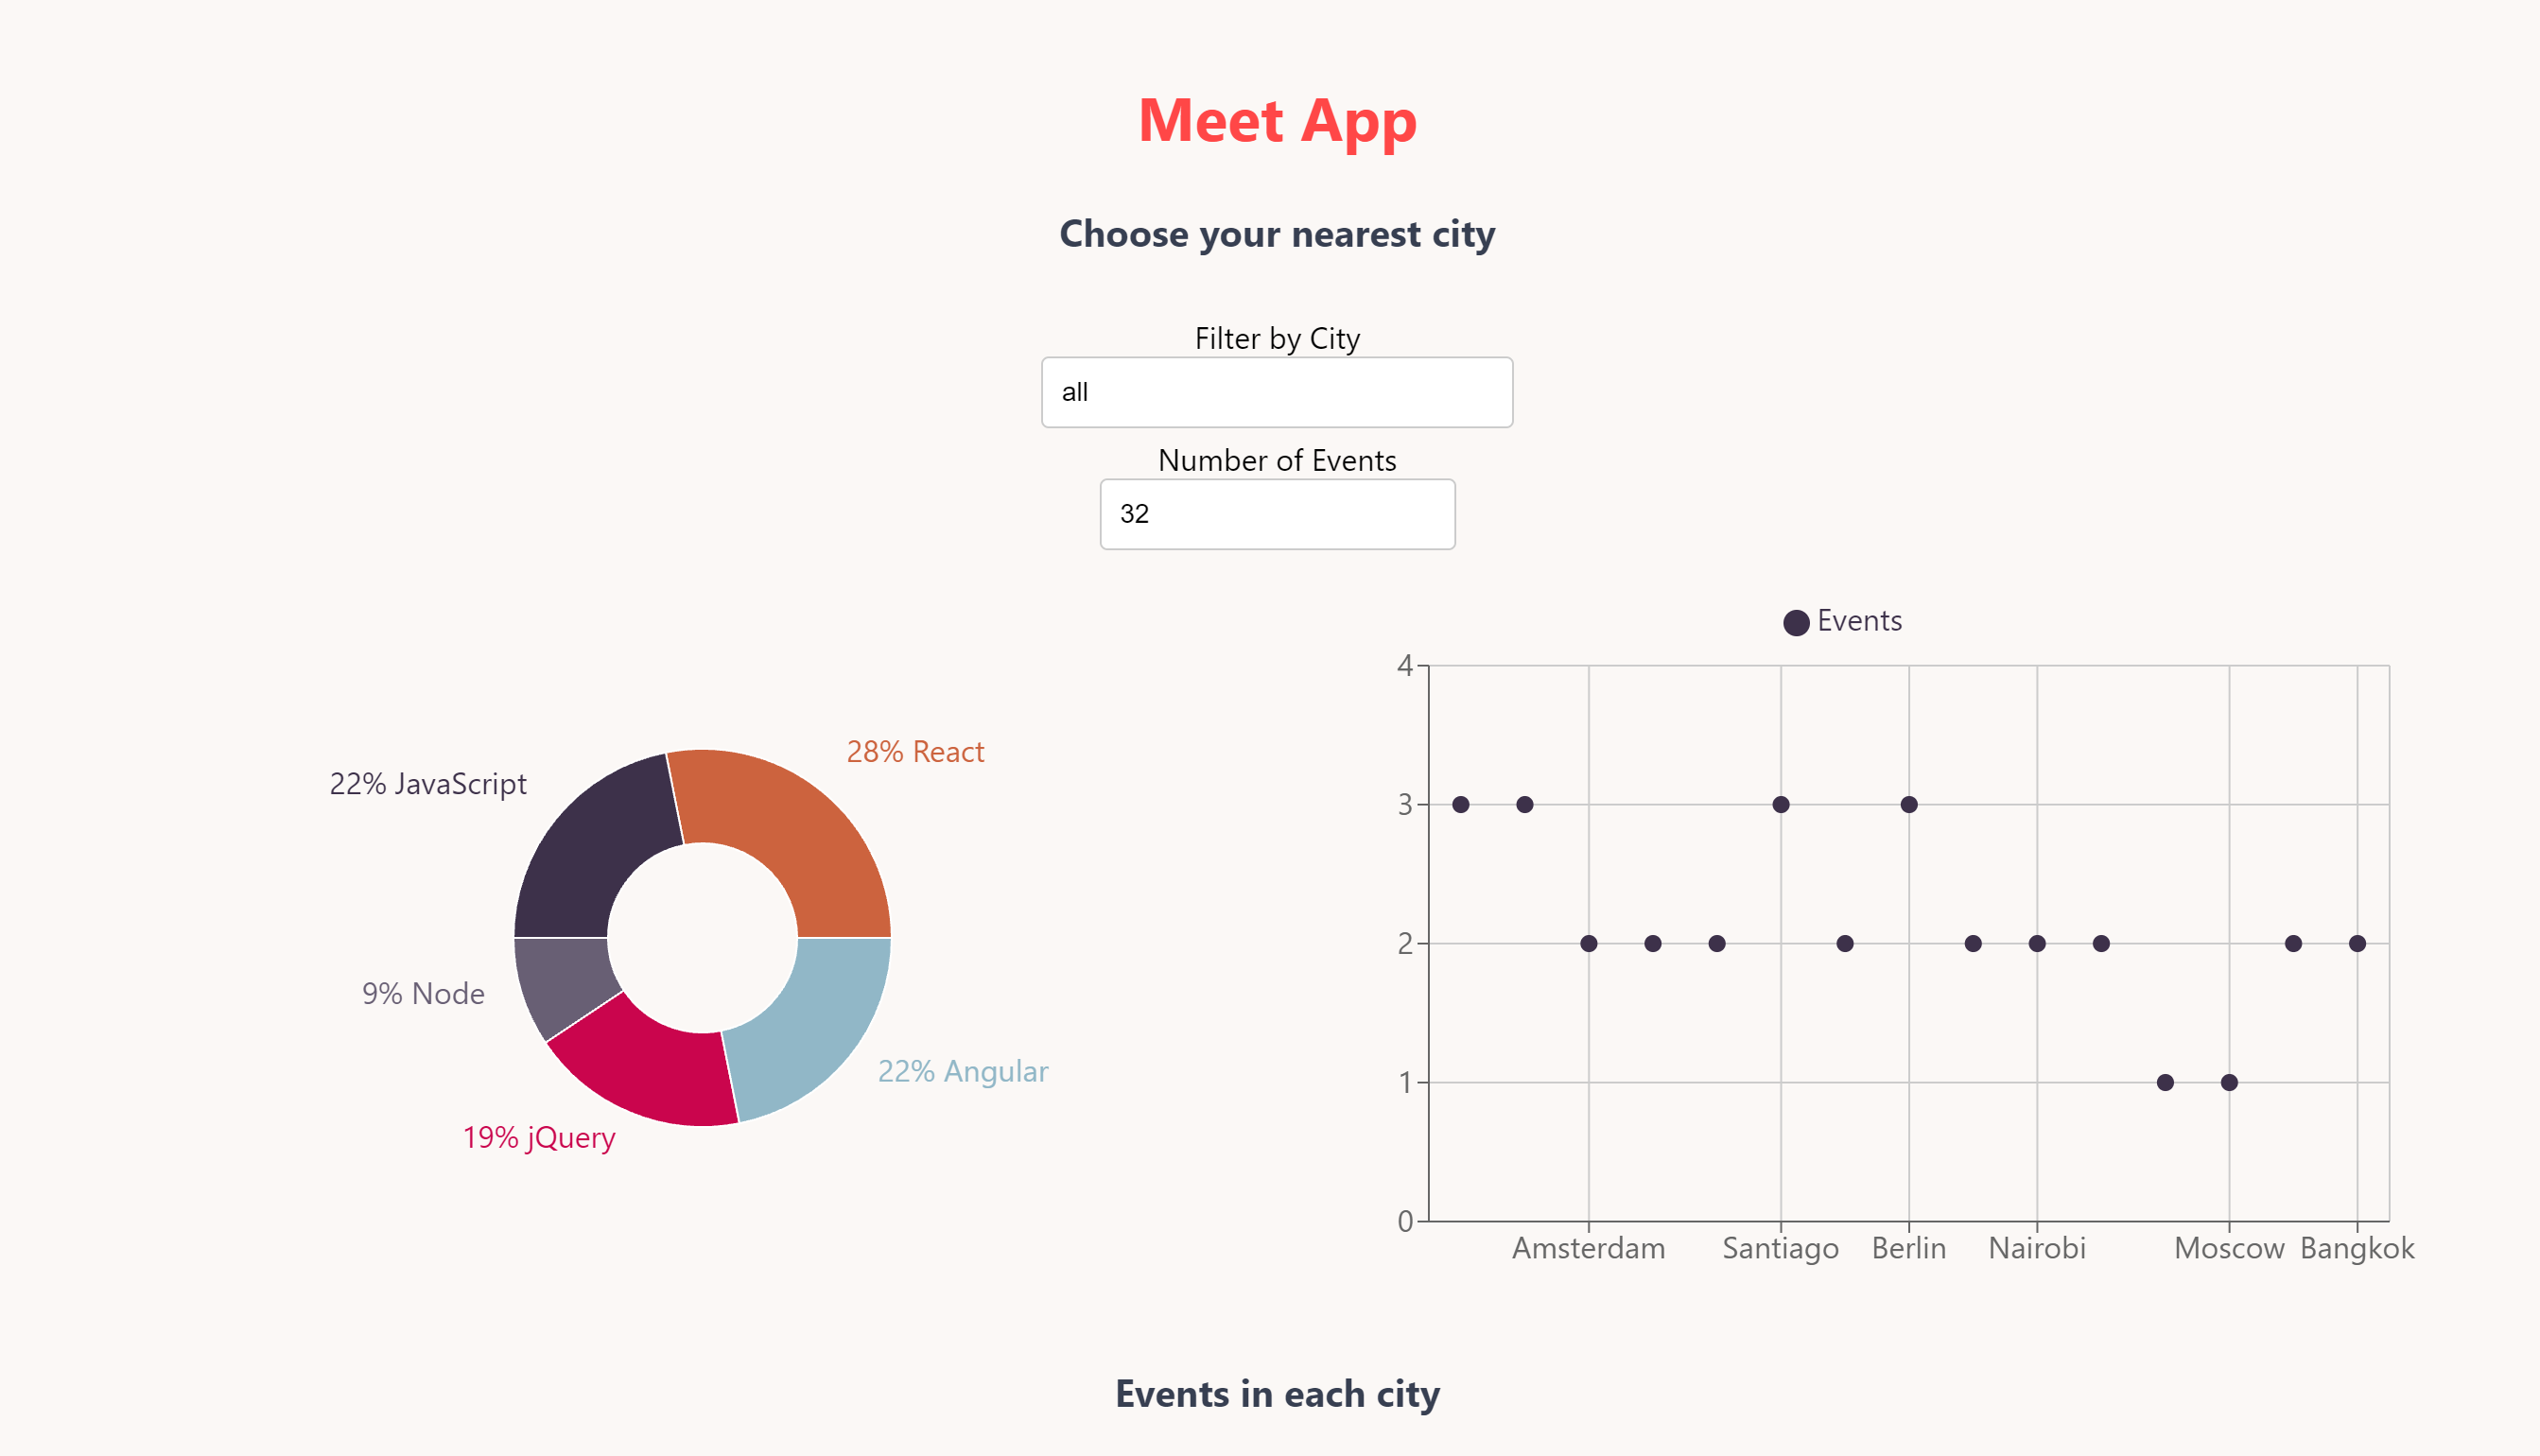 Meet App
Choose your nearest city
Filter by City
all
Number of Events
32
28% React
22% JavaScript
9% Node
22% Angular
19% jQuery
Events
4
3
2
1
0
Amsterdam Santiago Berlin Nairobi Moscow Bangkok
Events in each city